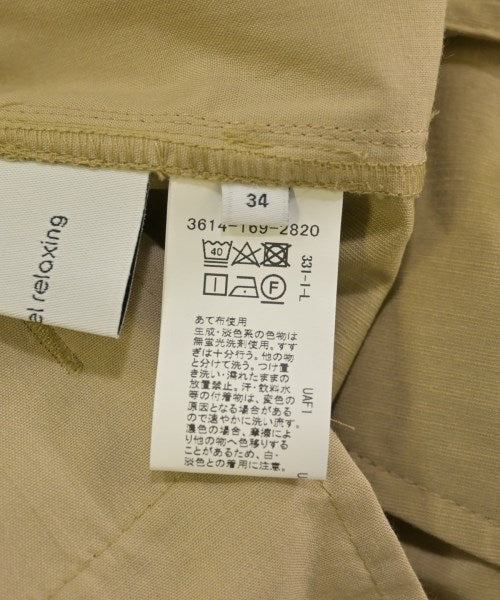 34
3614-169-2820
40
F
331-I-L
あて布使用
生成・淡色系の色物は
無蛍光洗剤使用。すす
ぎは十分行う。他の物
と分けて洗う。つけ置
き洗い・濡れたままの
放置禁止。汗・飲料水
等の付着物は、変色の
原因となる場合がある
ので速やかに洗う。
濃色の場合、摩擦によ
り他の物へ色移りする
ことがあるため、白・
淡色との着用に注意。
UAF1
el relaxing